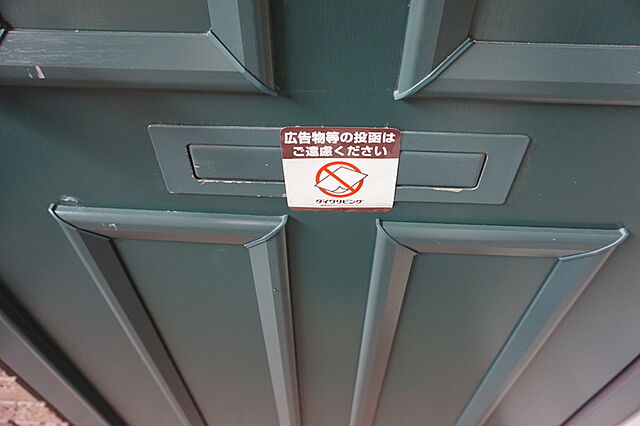 広告物等の投函は
ご遠慮ください
ダイワリビング